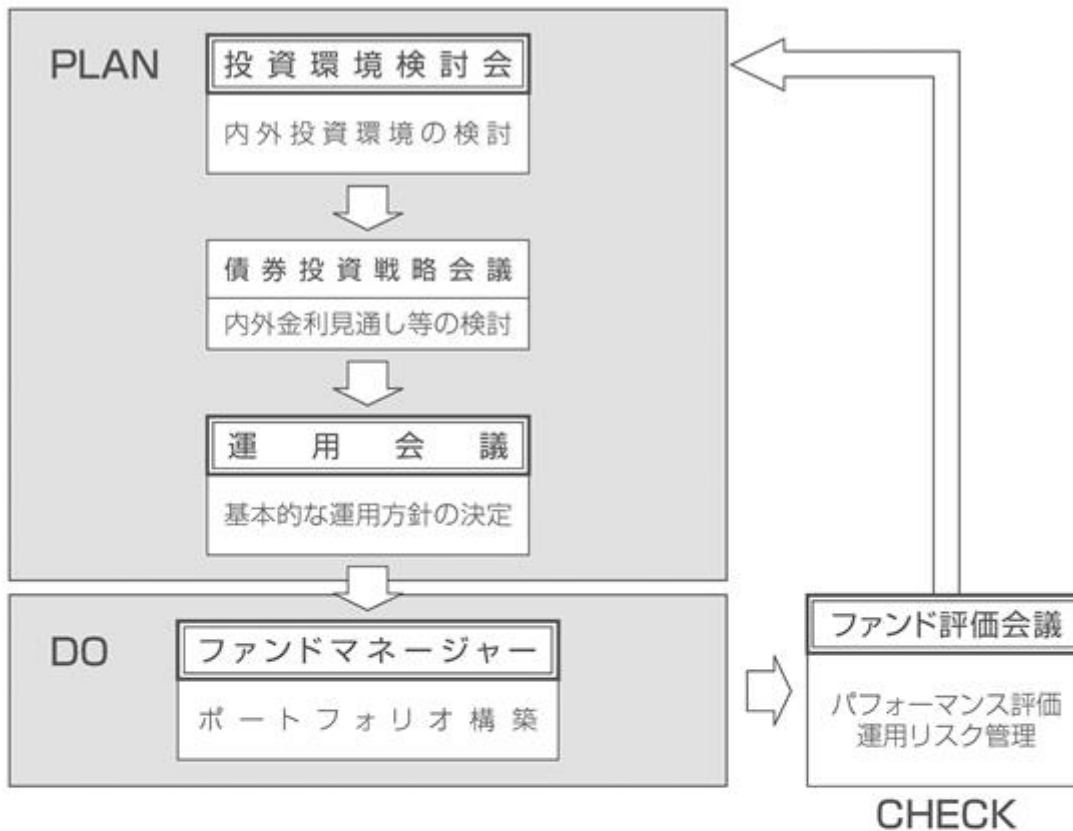 PLAN
投資環境検討会
内外投資環境の検討
債券投資戦略会議
内外金利見通し等の検討
運用会議
基本的な運用方針の決定
DO
ファンドマネージャー
ポートフォリオ構築
ファンド評価会議
パフォーマンス評価
運用リスク管理
CHECK